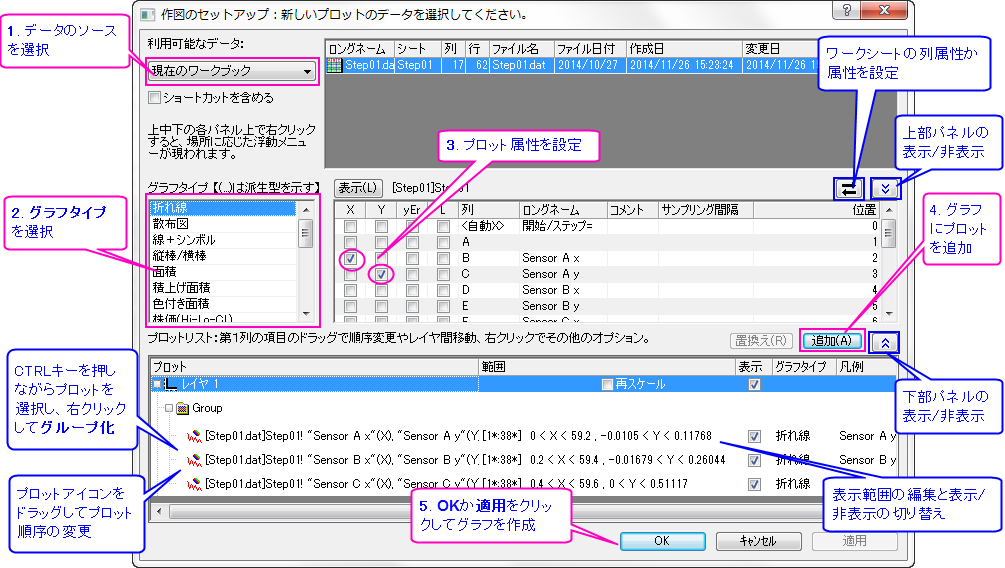 作図のセットアップ：新しいプロットのデータを選択してください。
1. データのソース
を選択
利用可能なデータ:
現在のワークブック
ショートカットを含める
上中下の各パネル上で右クリック
すると、場所に応じた浮動メニュ
ーが現われます。
ロングネーム シート 列 行 ファイル名 ファイル日付 作成日 変更日
Step01.da Step01 17 62 Step01.dat 2014/10/27 2014/11/26 15:23:24 2014/11/26
ワークシートの列属性か
属性を設定
上部パネルの
表示/非表示
3. プロット属性を設定
グラフタイプ【(...)は派生型を示す】
表示(L) [Step01]Step01
2. グラフタイプ
を選択
折れ線
散布図
線＋シンボル
縦棒/横棒
面積
積上げ面積
色付き面積
株価(Hi-Lo-CL)
X Y yEr L 列 ロングネーム コメント サンプリング間隔 位置
<自動X> 開始/ステップ= 0
A 1
B Sensor A x 2
C Sensor A y 3
D Sensor B x 4
E Sensor B y 5
F Sensor C x 6
4. グラフ
にプロット
を追加
プロットリスト：第1列の項目のドラッグで順序変更やレイヤ間移動、右クリックでその他のオプション。
置換え(R) 追加(A)
プロット 範囲 表示 グラフタイプ 凡例
レイヤ 1 再スケール
Group
[Step01.dat]Step01! "Sensor A x"(X), "Sensor A y"(Y, [1*:38*] 0 < X < 59.2 , -0.0105 < Y < 0.11768 折れ線 Sensor A y
[Step01.dat]Step01! "Sensor B x"(X), "Sensor B y"(Y, [1*:38*] 0.2 < X < 59.4 , -0.01679 < Y < 0.26044 折れ線 Sensor B y
[Step01.dat]Step01! "Sensor C x"(X), "Sensor C y"(Y, [1*:38*] 0.4 < X < 59.6 , 0 < Y < 0.51117 折れ線
CTRLキーを押し
ながらプロットを
選択し、右クリック
してグループ化
プロットアイコンを
ドラッグしてプロット
順序の変更
下部パネルの
表示/非表示
表示範囲の編集と表示/
非表示の切り替え
5. OKか適用をクリッ
クしてグラフを作成
OK キャンセル 適用